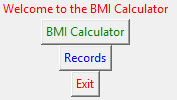 Welcome to the BMI Calculator
BMI Calculator
Records
Exit